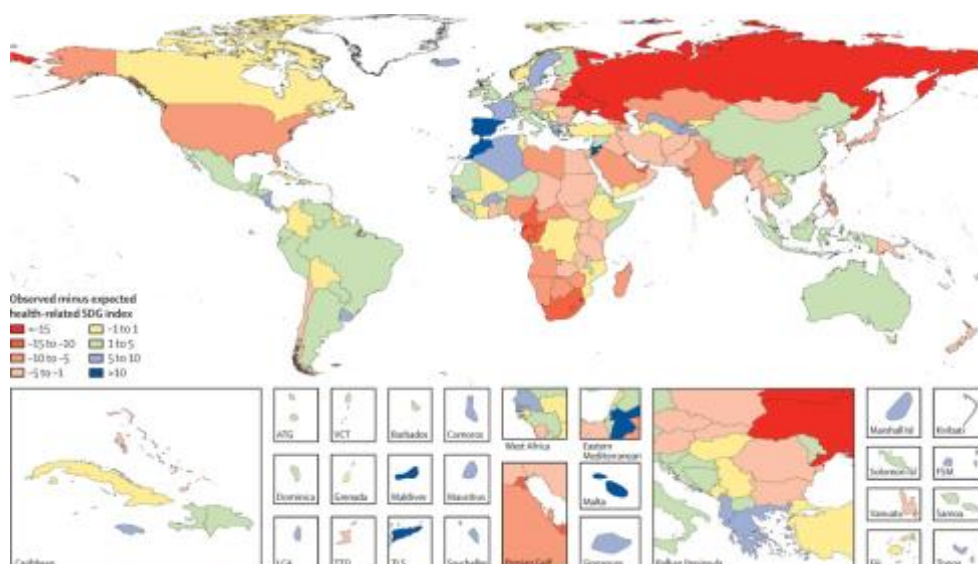 Observed minus expected
health-related SDG index
<-15
-15 to -10
-10 to -5
-5 to -1
-1 to 1
1 to 5
5 to 10
>10
ATG
VCT
Barbados
Comoros
West Africa
Eastern
Mediterranean
Marshall Isl
Kiribati
Dominica
Grenada
Maldives
Mauritius
Malta
Solomon Isl
FSM
Vanuatu
Samoa
Caribbean
LCA
TTO
TLS
Seychelles
Persian Gulf
Singapore
Balkan Peninsula
Fiji
Tonga